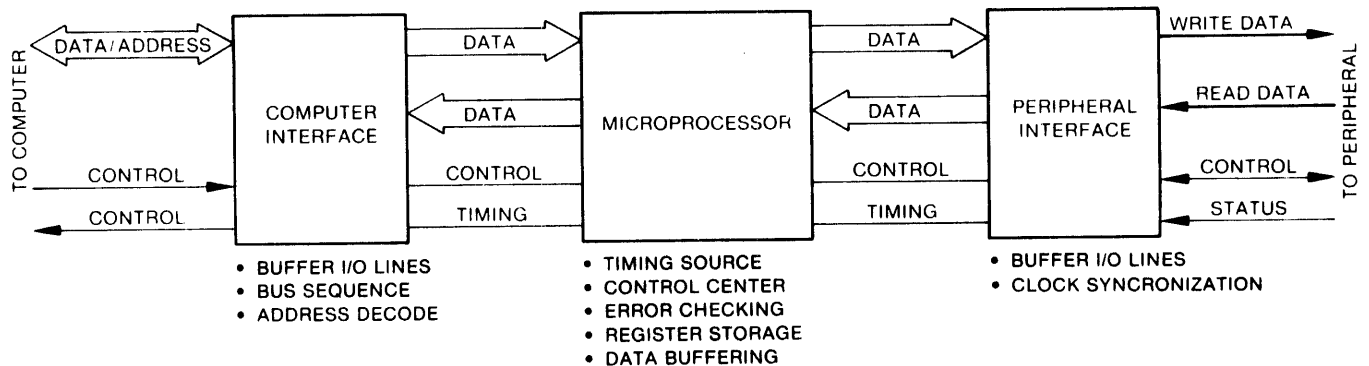 TO COMPUTER
DATA/ADDRESS
CONTROL
CONTROL
COMPUTER
INTERFACE
• BUFFER I/O LINES
• BUS SEQUENCE
• ADDRESS DECODE
DATA
DATA
CONTROL
TIMING
MICROPROCESSOR
• TIMING SOURCE
• CONTROL CENTER
• ERROR CHECKING
• REGISTER STORAGE
• DATA BUFFERING
DATA
DATA
CONTROL
TIMING
PERIPHERAL
INTERFACE
• BUFFER I/O LINES
• CLOCK SYNCRONIZATION
WRITE DATA
READ DATA
CONTROL
STATUS
TO PERIPHERAL